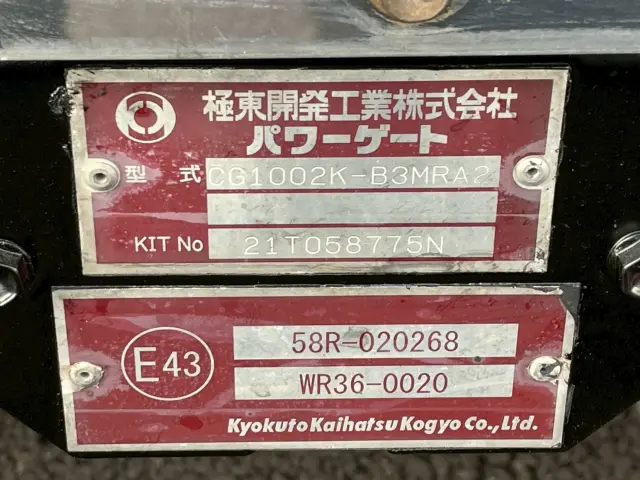 極東開発工業株式会社
パワーゲート
型 式 CG1002K-B3MRA2
KIT No 21T058775N
E43 58R-020268
WR36-0020
Kyokuto Kaihatsu Kogyo Co.,Ltd.